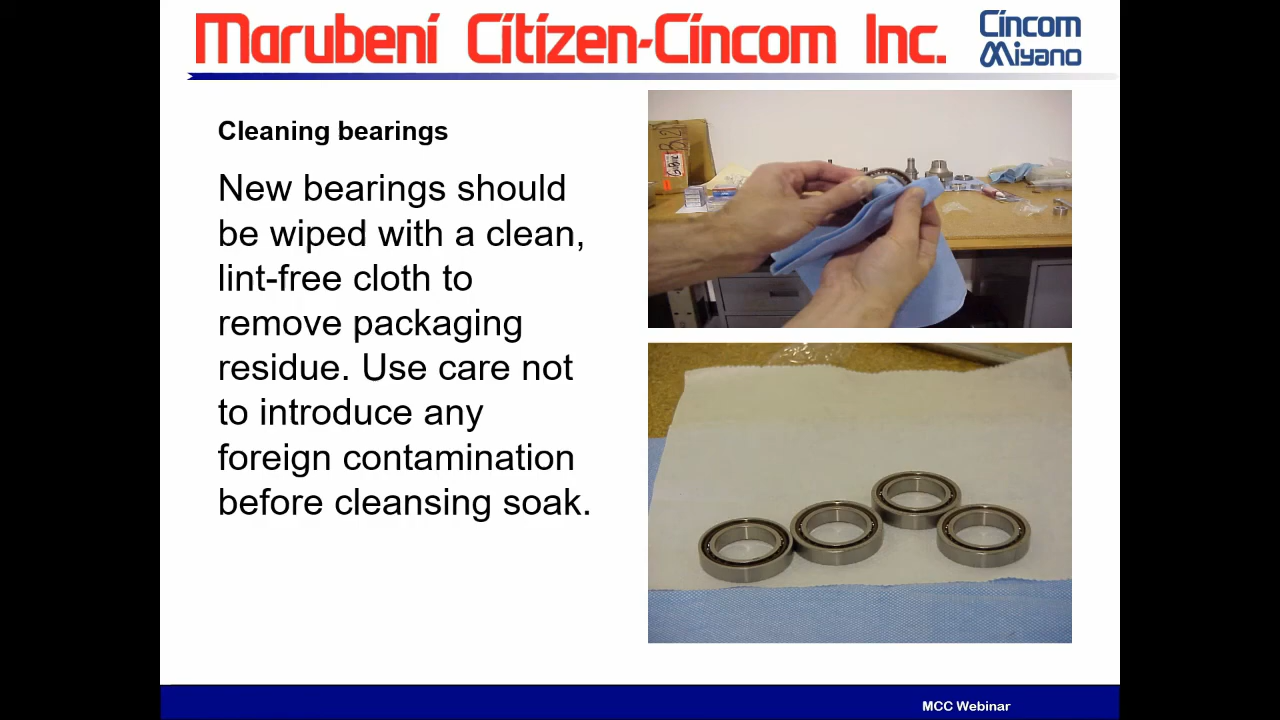 Marubeni Citizen-Cincom Inc.
Cincom
Miyano
Cleaning bearings
New bearings should
be wiped with a clean,
lint-free cloth to
remove packaging
residue. Use care not
to introduce any
foreign contamination
before cleansing soak.
MCC Webinar